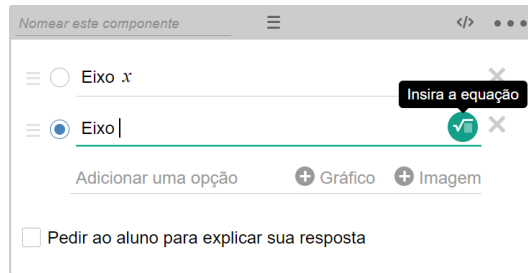 Nomear este componente
</>
Eixo x
Insira a equação
Eixo
Adicionar uma opção Gráfico Imagem
Pedir ao aluno para explicar sua resposta